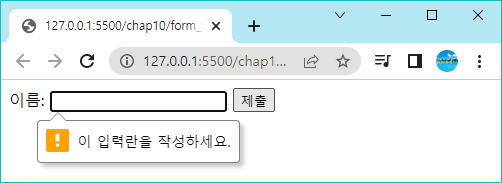 127.0.0.1:5500/chap10/form_
127.0.0.1:5500/chap1...
이름: 제출
이 입력란을 작성하세요.